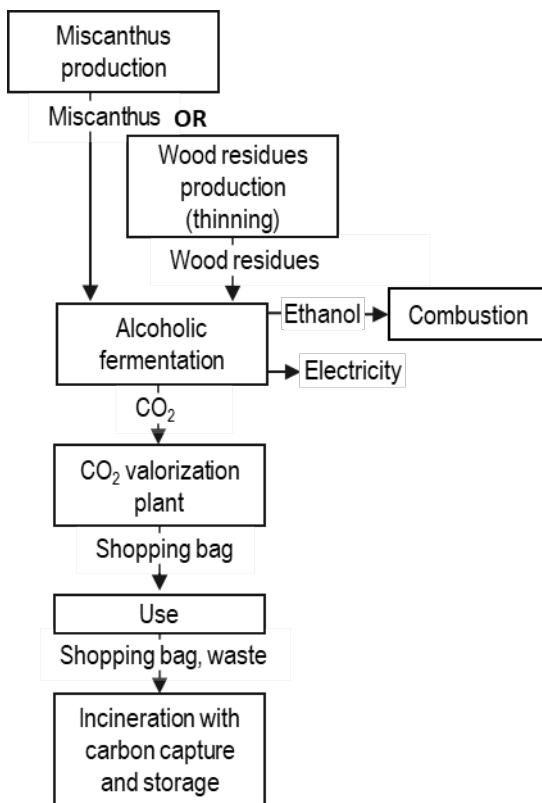 Miscanthus
production
Miscanthus OR
Wood residues
production
(thinning)
Wood residues
Alcoholic
fermentation
Ethanol
Combustion
Electricity
CO₂
CO₂ valorization
plant
Shopping bag
Use
Shopping bag, waste
Incineration with
carbon capture
and storage